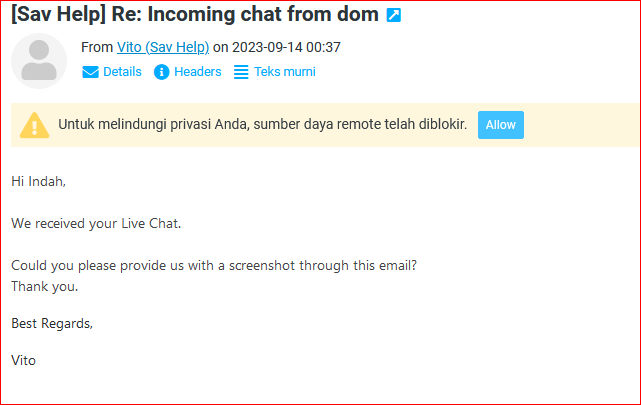 [Sav Help] Re: Incoming chat from dom
From Vito (Sav Help) on 2023-09-14 00:37
Details Headers Teks murni
Untuk melindungi privasi Anda, sumber daya remote telah diblokir. Allow
Hi Indah,
We received your Live Chat.
Could you please provide us with a screenshot through this email?
Thank you.
Best Regards,
Vito